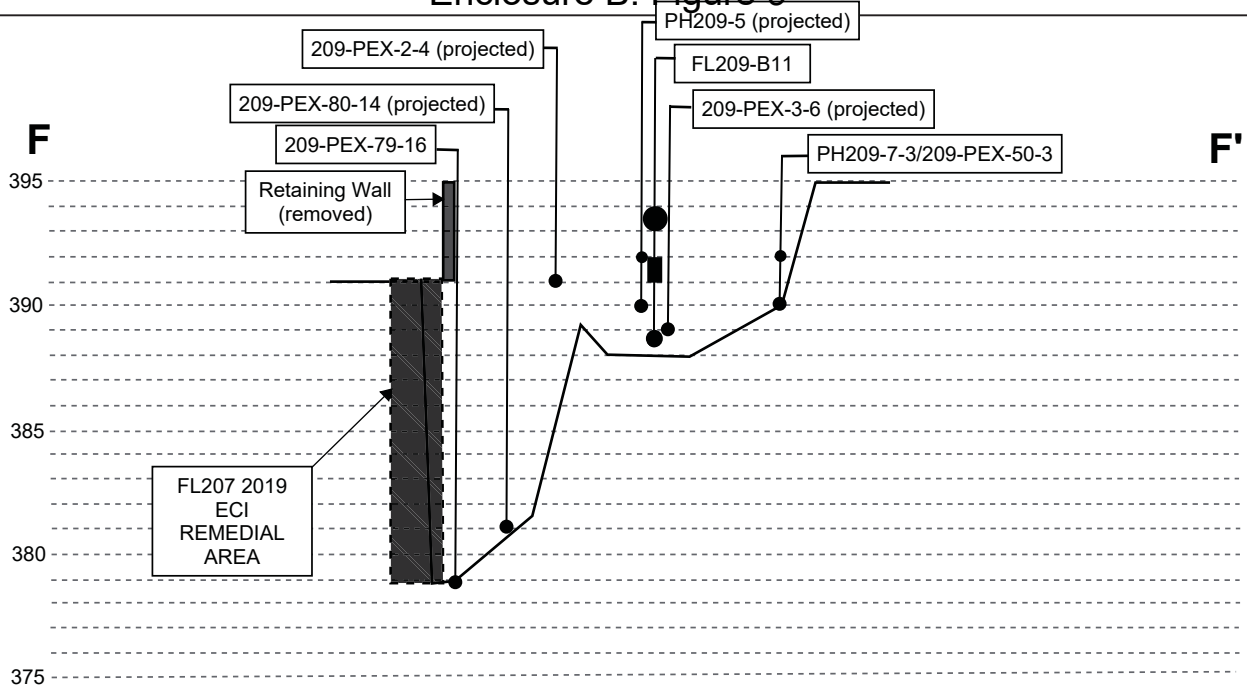 Enclosure B. Figure
PH209-5 (projected)
209-PEX-2-4 (projected)
FL209-B11
209-PEX-80-14 (projected)
209-PEX-3-6 (projected)
F
209-PEX-79-16
PH209-7-3/209-PEX-50-3
F'
395
Retaining Wall
(removed)
390
385
FL207 2019
ECI
REMEDIAL
AREA
380
375